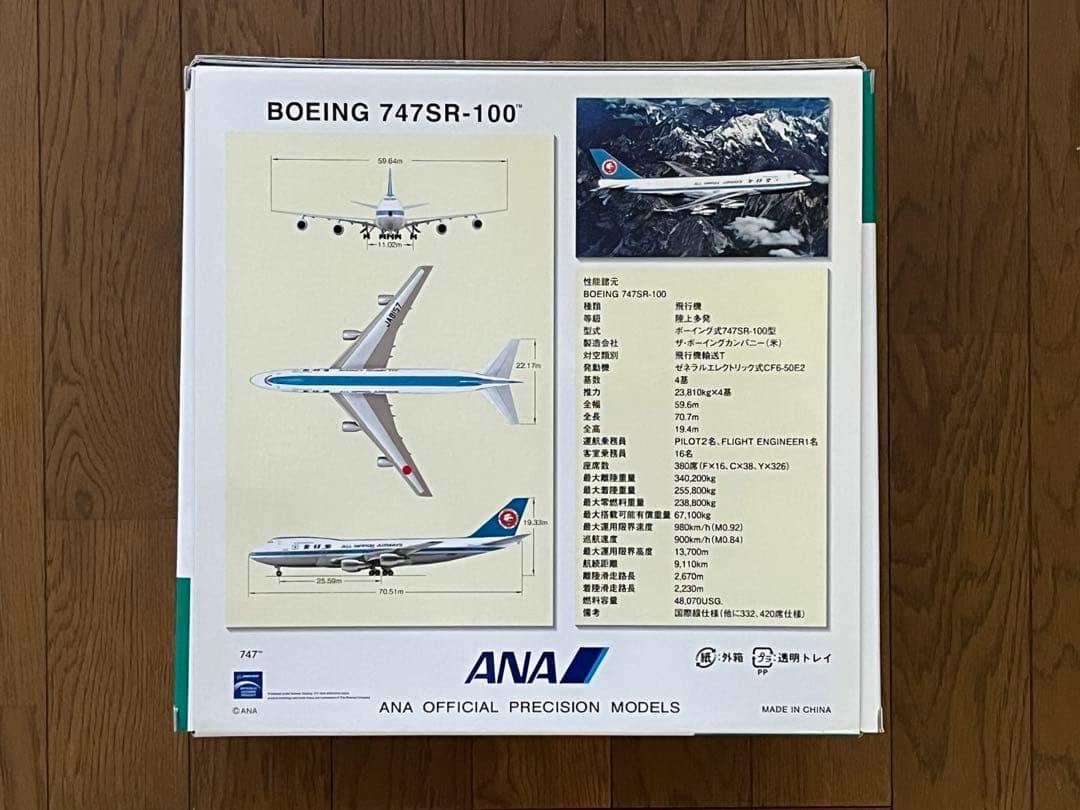 BOEING 747SR-100™
59.64m
11.02m
JA8157
22.17m
全日空 ALL NIPPON AIRWAYS
19.33m
25.59m
70.51m
性能諸元
BOEING 747SR-100
種類 飛行機
等級 陸上多発
型式 ボーイング式747SR-100型
製造会社 ザ・ボーイングカンパニー(米)
対空類別 飛行機輸送T
発動機 ゼネラルエレクトリック式CF6-50E2
基数 4基
推力 23,810kg×4基
全幅 59.6m
全長 70.7m
全高 19.4m
運航乗務員 PILOT2名、FLIGHT ENGINEER1名
客室乗務員 16名
座席数 380席(F×16、C×38、Y×326)
最大離陸重量 340,200kg
最大着陸重量 255,800kg
最大零燃料重量 238,800kg
最大搭載可能有償重量 67,100kg
最大運用限界速度 980km/h(M0.92)
巡航速度 900km/h(M0.84)
最大運用限界高度 13,700m
航続距離 9,110km
離陸滑走路長 2,670m
着陸滑走路長 2,230m
燃料容量 48,070USG.
備考 国際線仕様(他に332、420席仕様)
747™
BOEING
©ANA
ANA
ANA OFFICIAL PRECISION MODELS
紙:外箱 プラ:透明トレイ
PP
MADE IN CHINA